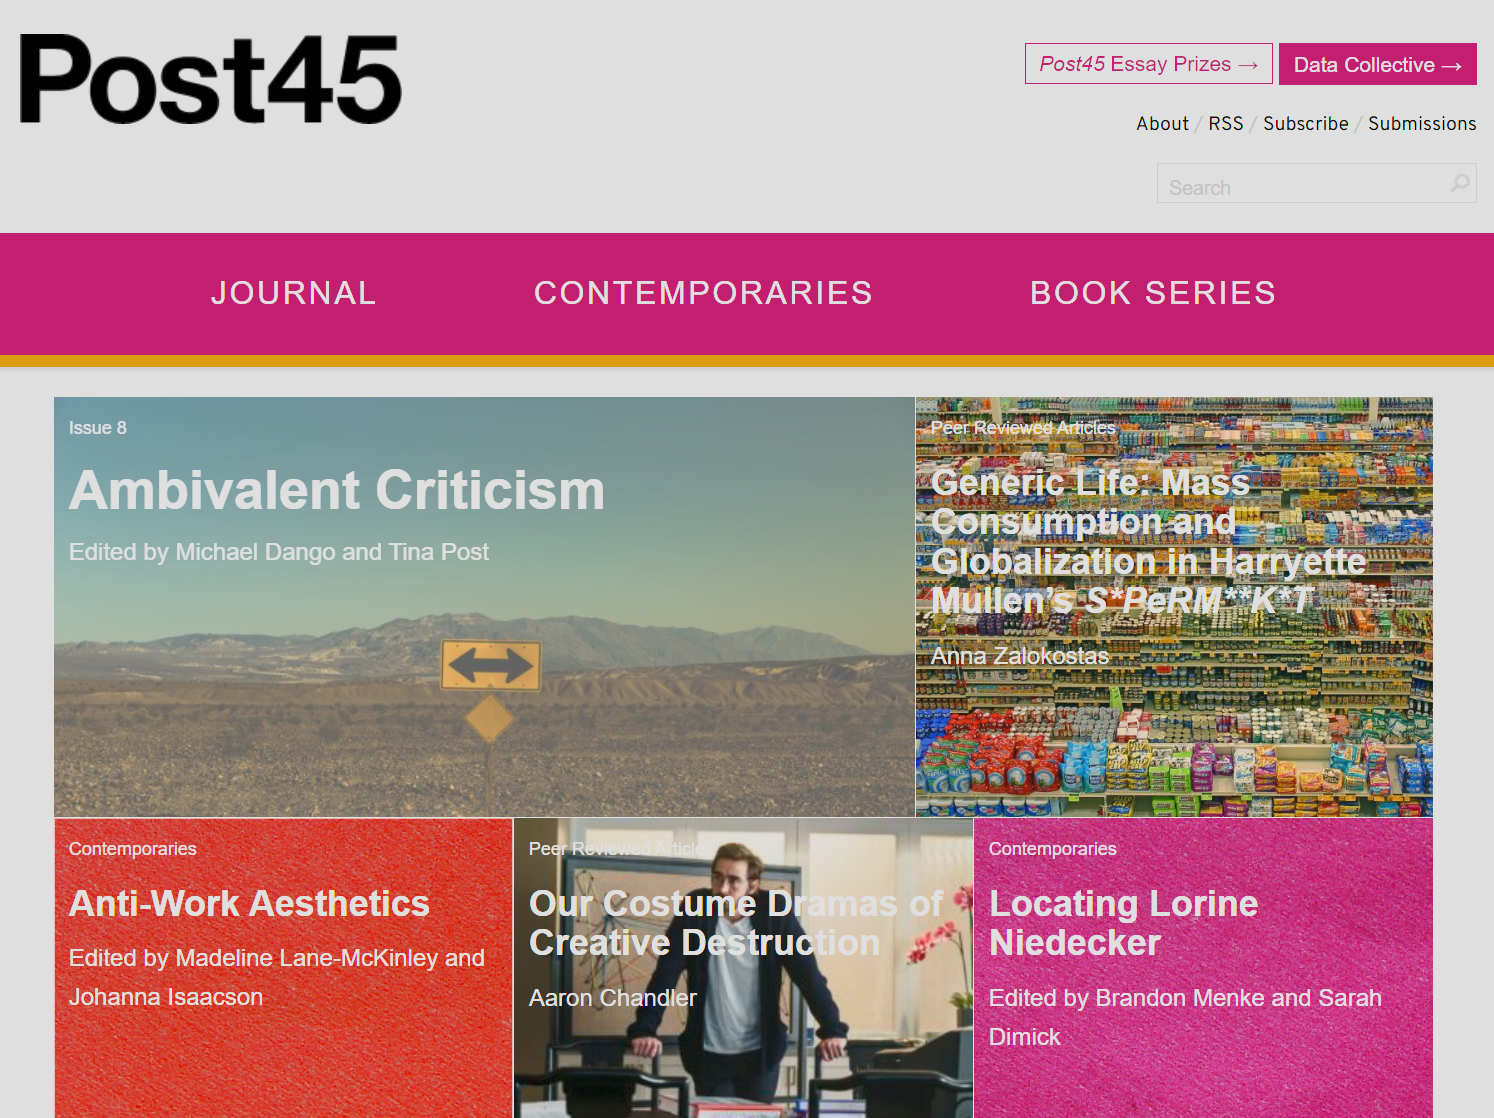 Post45
Post45 Essay Prizes →
Data Collective →
About / RSS / Subscribe / Submissions
Search
JOURNAL
CONTEMPORARIES
BOOK SERIES
Issue 8
Ambivalent Criticism
Edited by Michael Dango and Tina Post
Peer Reviewed Articles
Generic Life: Mass
Consumption and
Globalization in Harryette
Mullen's S*PeRM**K*T
Anna Zalokostas
Contemporaries
Anti-Work Aesthetics
Edited by Madeline Lane-McKinley and
Johanna Isaacson
Peer Reviewed Articles
Our Costume Dramas of
Creative Destruction
Aaron Chandler
Contemporaries
Locating Lorine
Niedecker
Edited by Brandon Menke and Sarah
Dimick